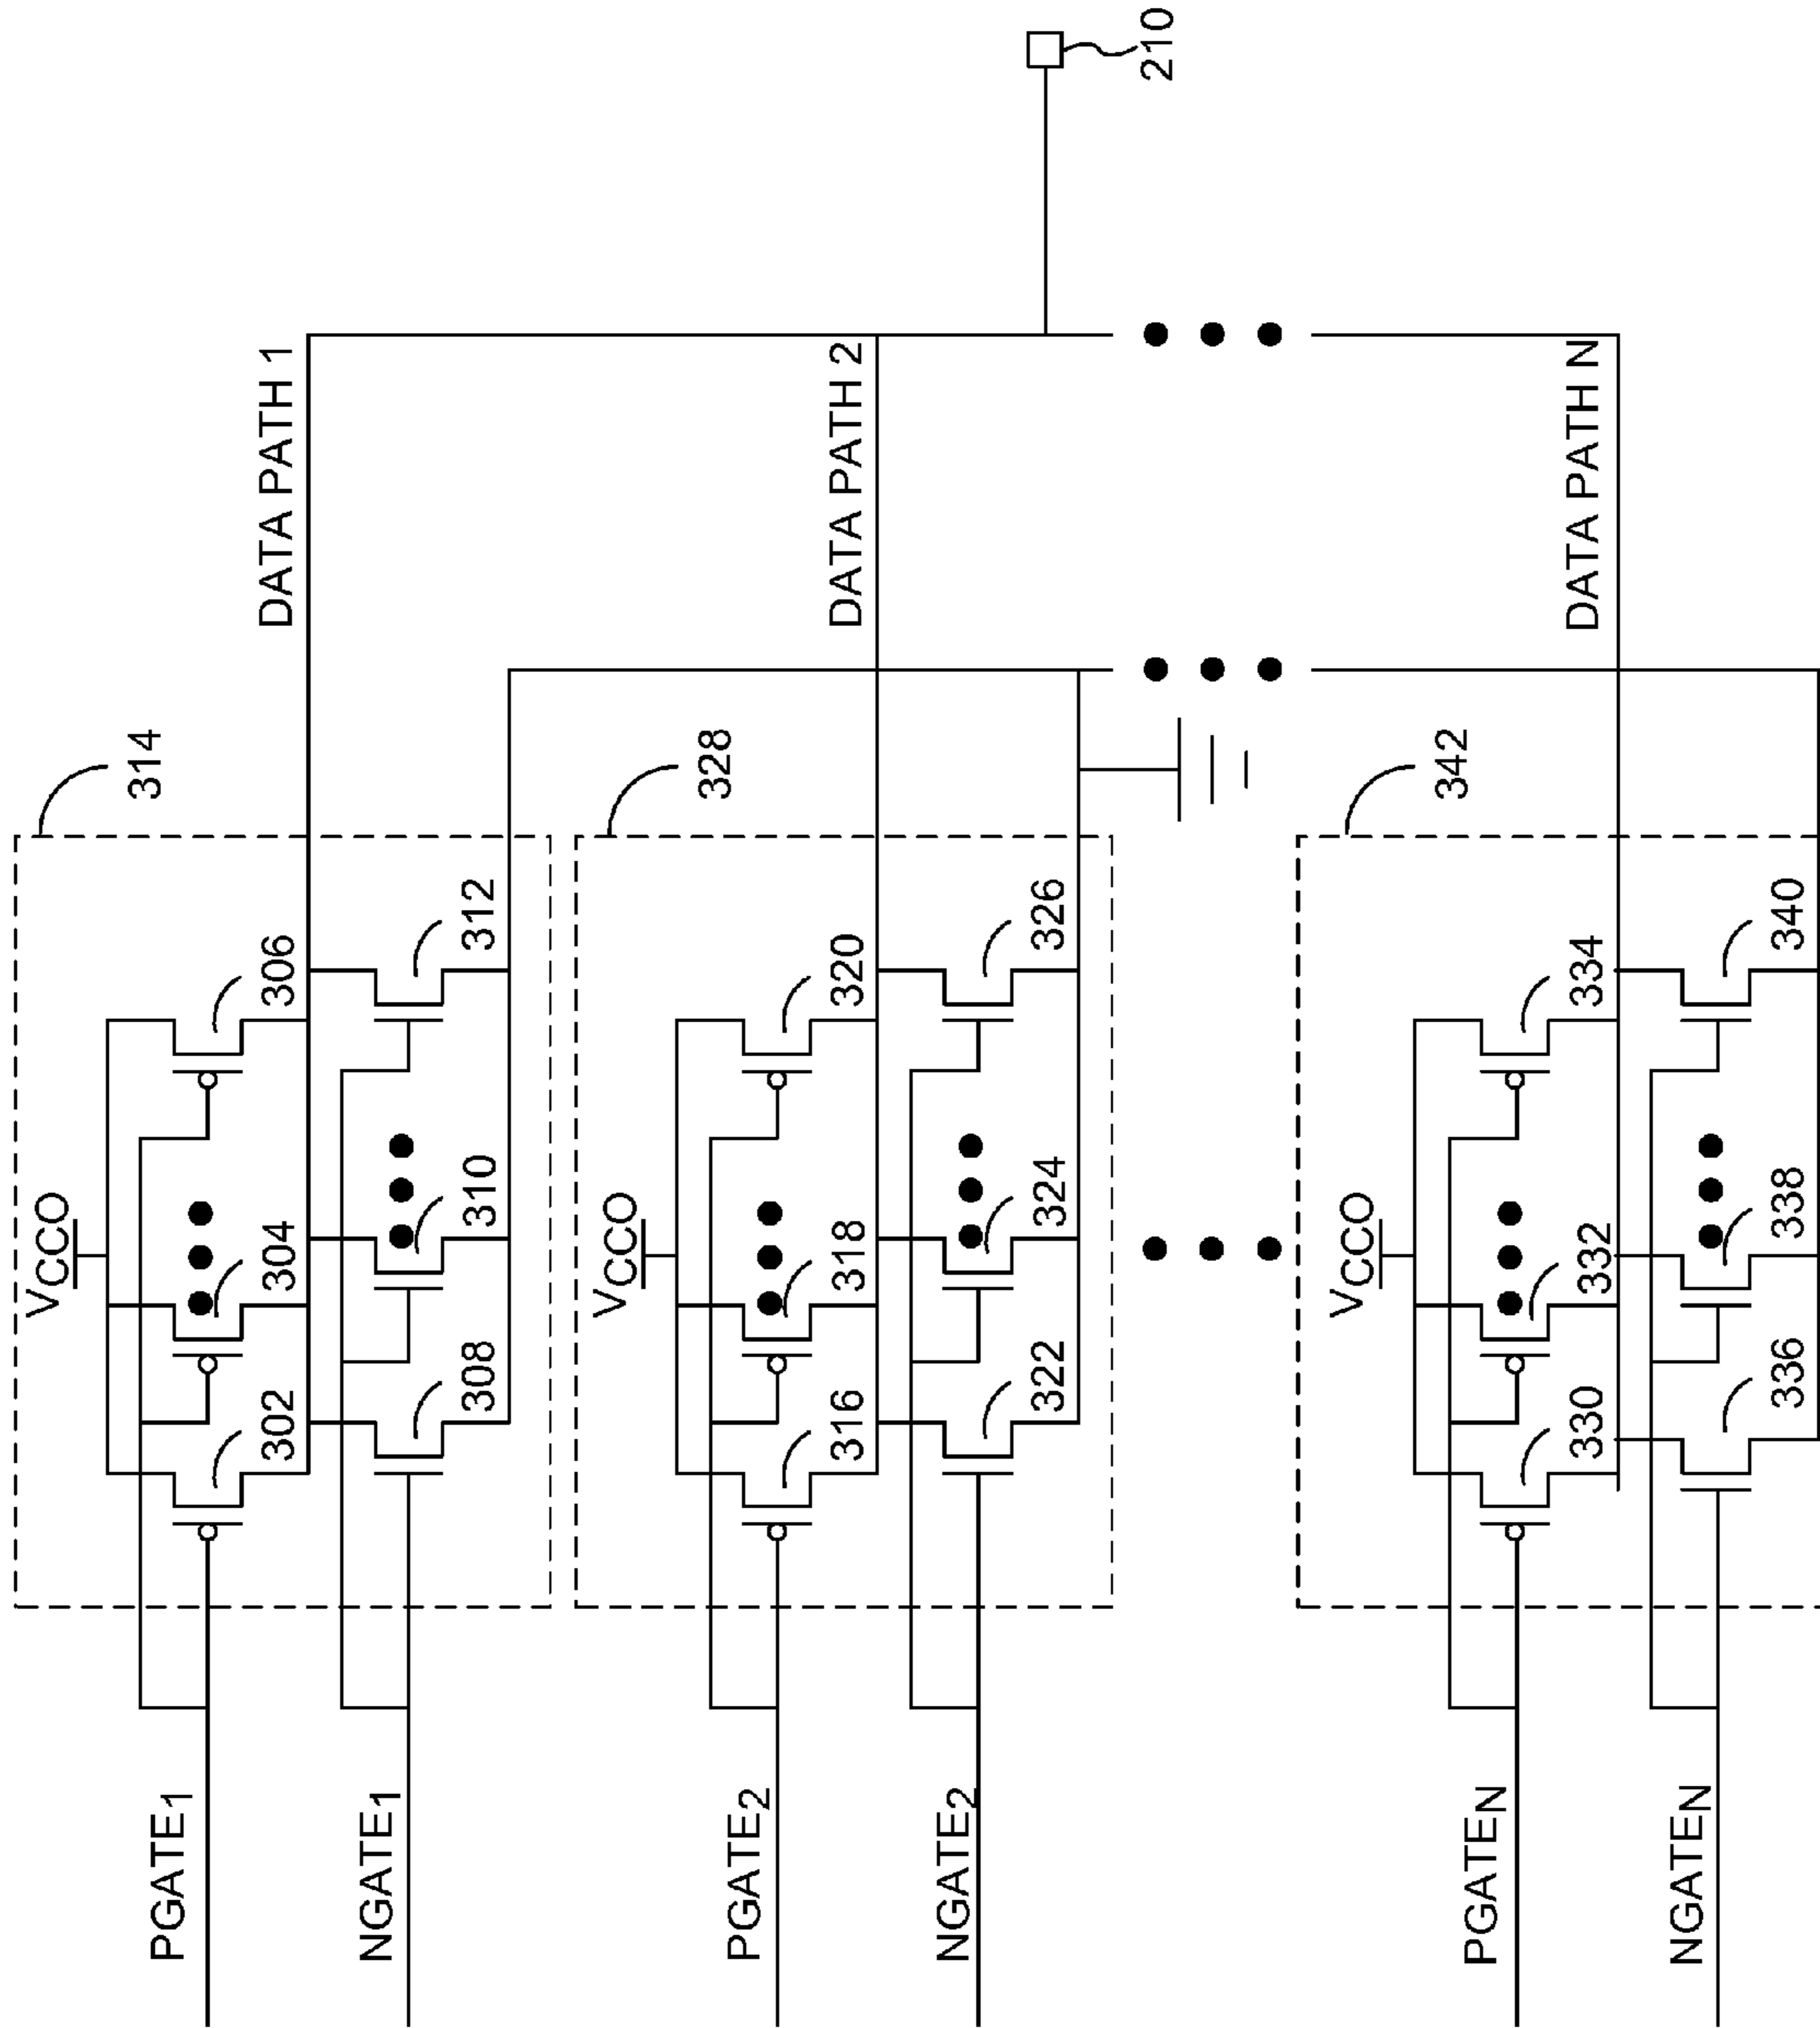 PGATE1
NGATE1
VCCO
302
304
306
308
310
312
314
DATA PATH 1
PGATE2
NGATE2
VCCO
316
318
320
322
324
326
328
DATA PATH 2
210
PGATEN
NGATEN
VCCO
330
332
334
336
338
340
342
DATA PATH N